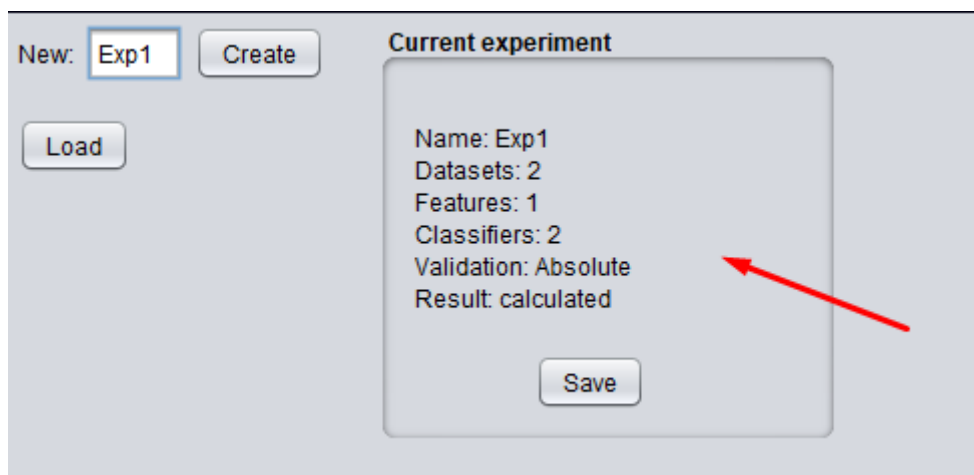 New: Exp1 Create
Load
Current experiment
Name: Exp1
Datasets: 2
Features: 1
Classifiers: 2
Validation: Absolute
Result: calculated
Save